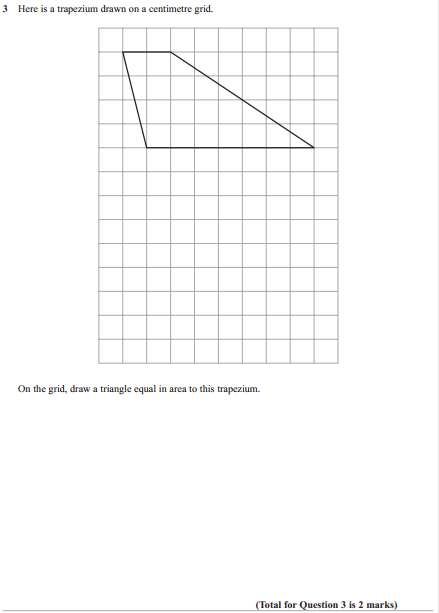 3 Here is a trapezium drawn on a centimetre grid.
On the grid, draw a triangle equal in area to this trapezium.
(Total for Question 3 is 2 marks)